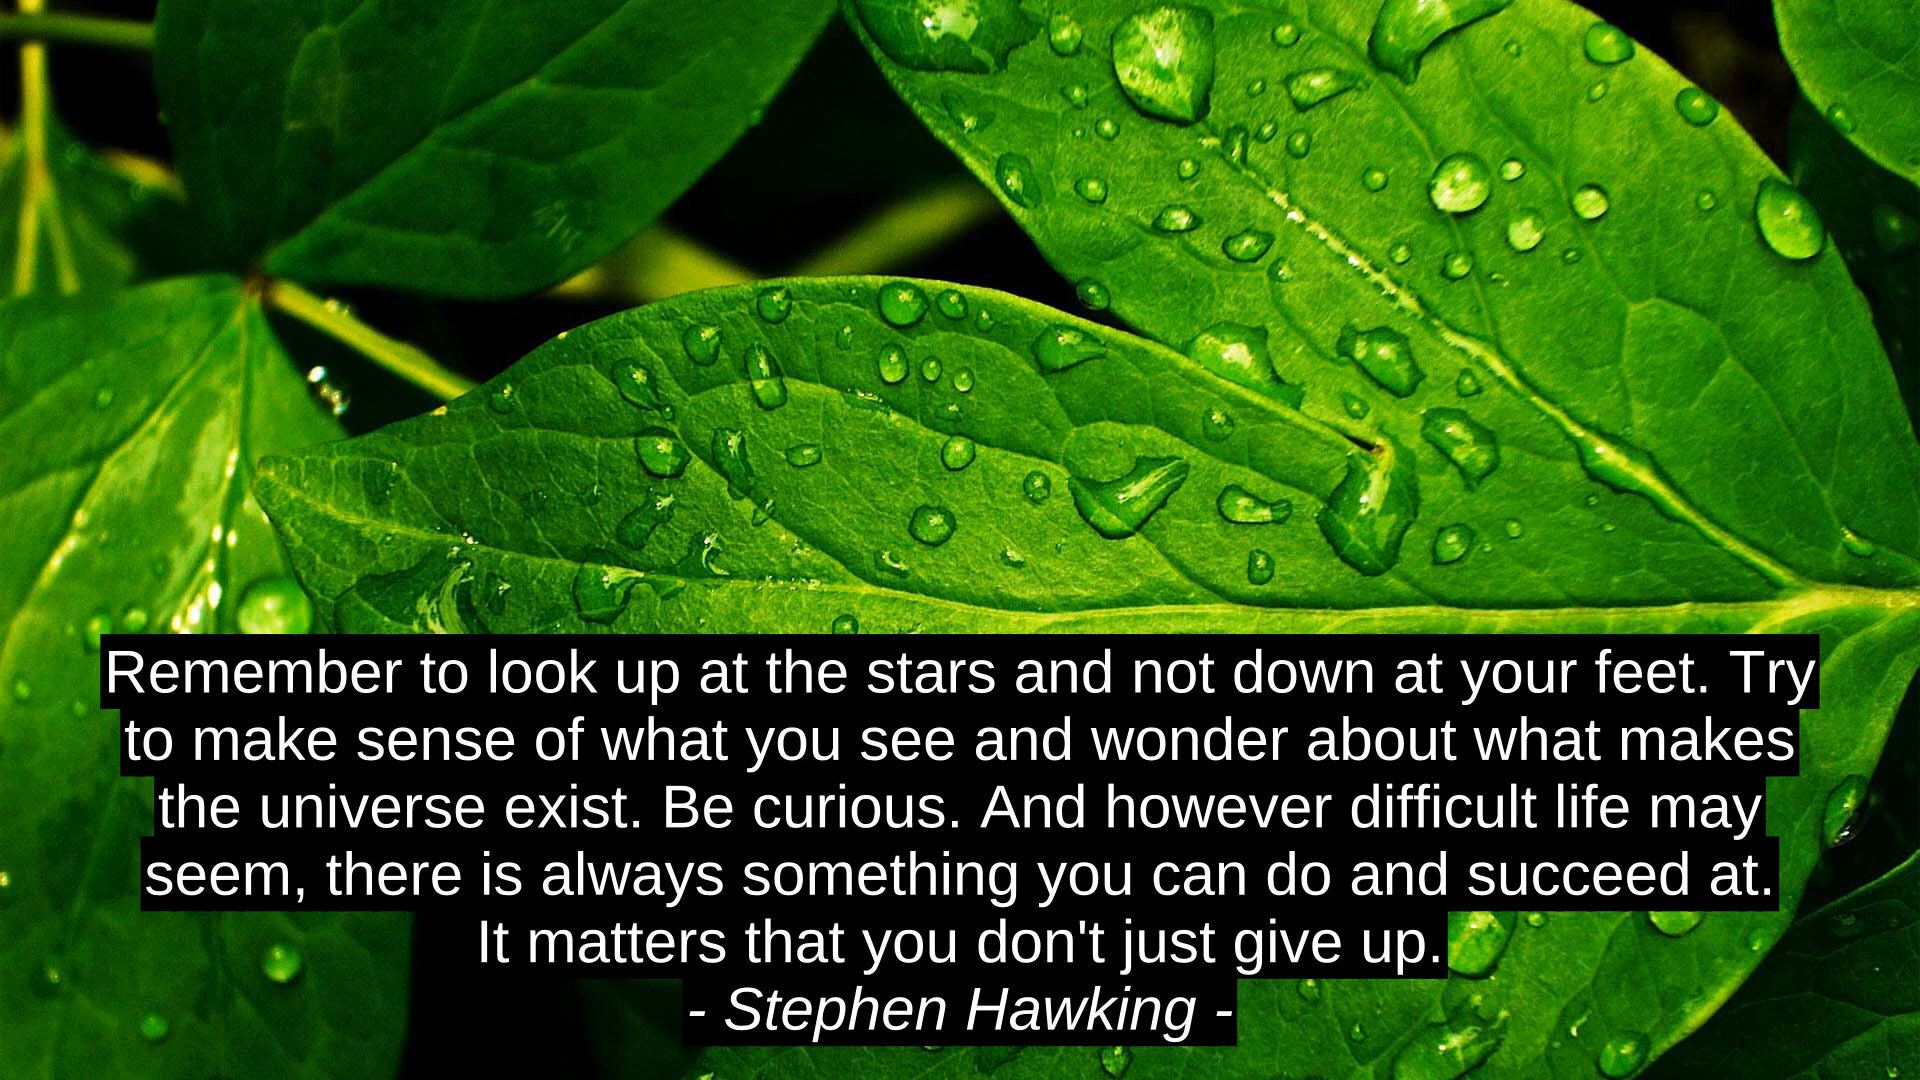 Remember to look up at the stars and not down at your feet. Try
to make sense of what you see and wonder about what makes
the universe exist. Be curious. And however difficult life may
seem, there is always something you can do and succeed at.
It matters that you don't just give up.
- Stephen Hawking -